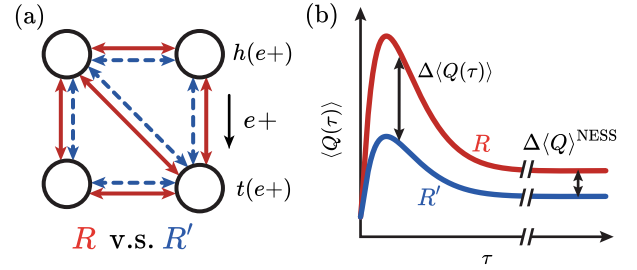 (a)
h(e+)
e+
t(e+)
R v.s. R′
(b)
⟨Q(τ)⟩
Δ⟨Q(τ)⟩
Δ⟨Q⟩^NESS
R
R′
τ